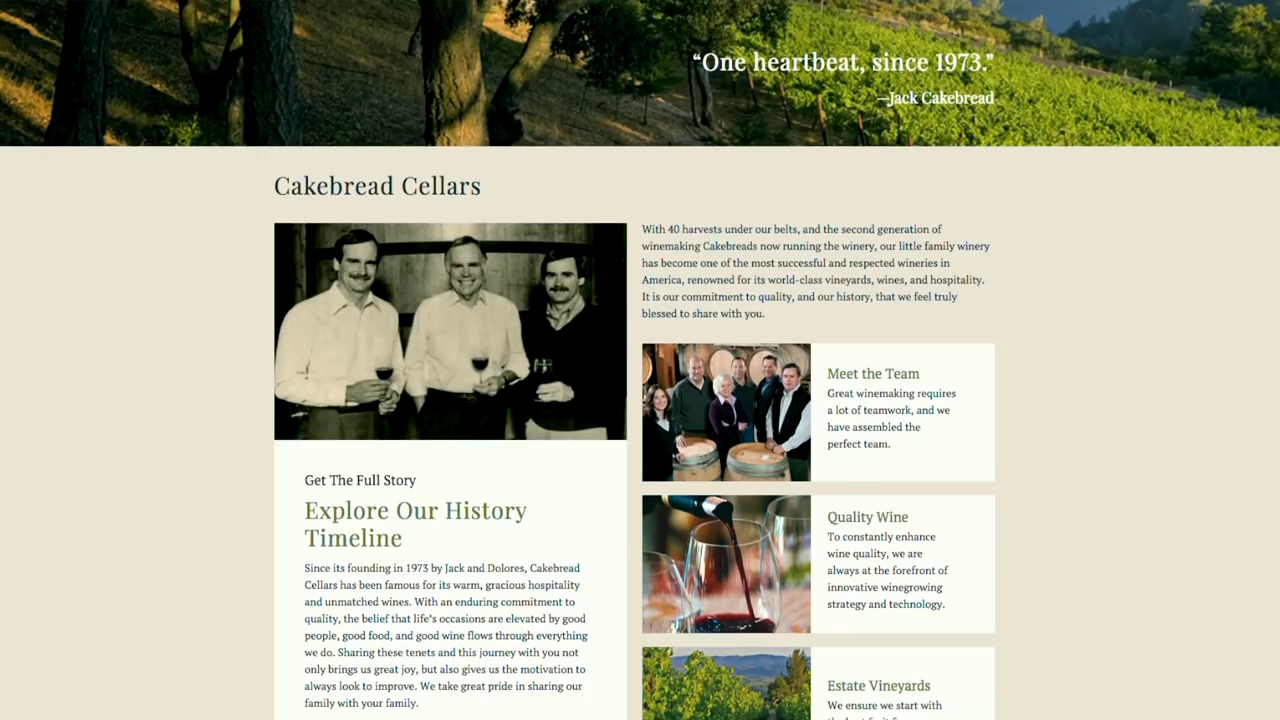 “One heartbeat, since 1973.”
—Jack Cakebread
Cakebread Cellars
With 40 harvests under our belts, and the second generation of
winemaking Cakebreads now running the winery, our little family winery
has become one of the most successful and respected wineries in
America, renowned for its world-class vineyards, wines, and hospitality.
It is our commitment to quality, and our history, that we feel truly
blessed to share with you.
Get The Full Story
Explore Our History
Timeline
Since its founding in 1973 by Jack and Dolores, Cakebread
Cellars has been famous for its warm, gracious hospitality
and unmatched wines. With an enduring commitment to
quality, the belief that life's occasions are elevated by good
people, good food, and good wine flows through everything
we do. Sharing these tenets and this journey with you not
only brings us great joy, but also gives us the motivation to
always look to improve. We take great pride in sharing our
family with your family.
Meet the Team
Great winemaking requires
a lot of teamwork, and we
have assembled the
perfect team.
Quality Wine
To constantly enhance
wine quality, we are
always at the forefront of
innovative winegrowing
strategy and technology.
Estate Vineyards
We ensure we start with